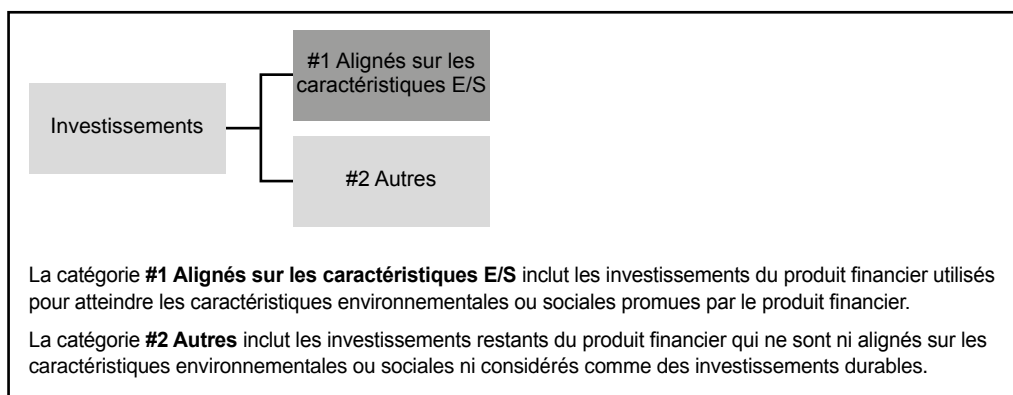 #1 Alignés sur les
caractéristiques E/S
Investissements
#2 Autres
La catégorie #1 Alignés sur les caractéristiques E/S inclut les investissements du produit financier utilisés
pour atteindre les caractéristiques environnementales ou sociales promues par le produit financier.
La catégorie #2 Autres inclut les investissements restants du produit financier qui ne sont ni alignés sur les
caractéristiques environnementales ou sociales ni considérés comme des investissements durables.